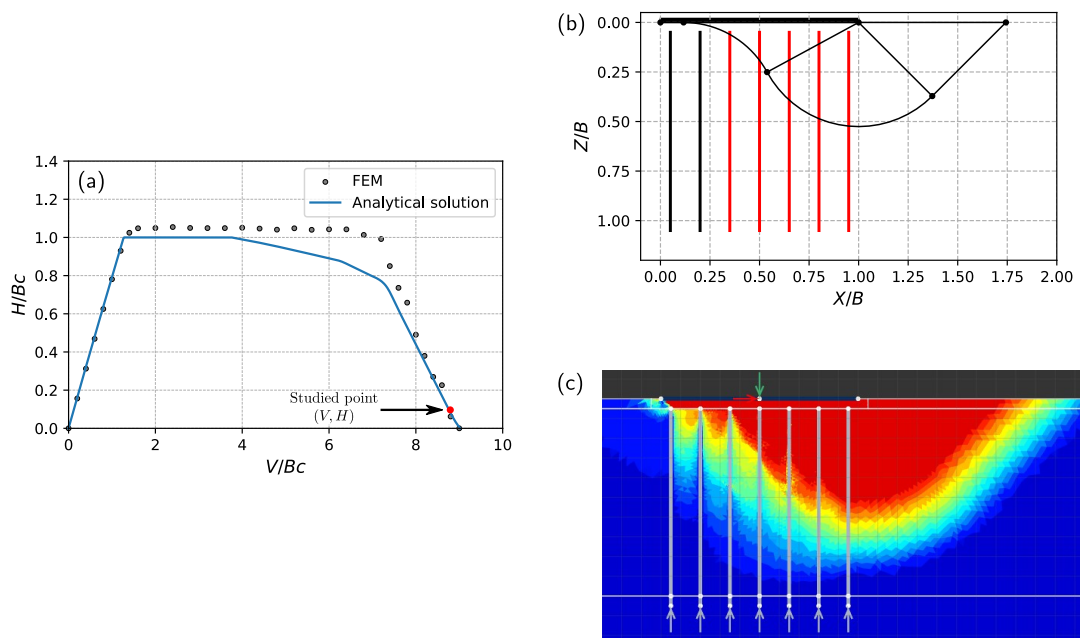 (a)
1.4
1.2
1.0
0.8
0.6
0.4
0.2
0.0
H/Bc
FEM
Analytical solution
Studied point
(V, H)
0 2 4 6 8 10
V/Bc
(b)
0.00
0.25
0.50
0.75
1.00
Z/B
0.00 0.25 0.50 0.75 1.00 1.25 1.50 1.75 2.00
X/B
(c)